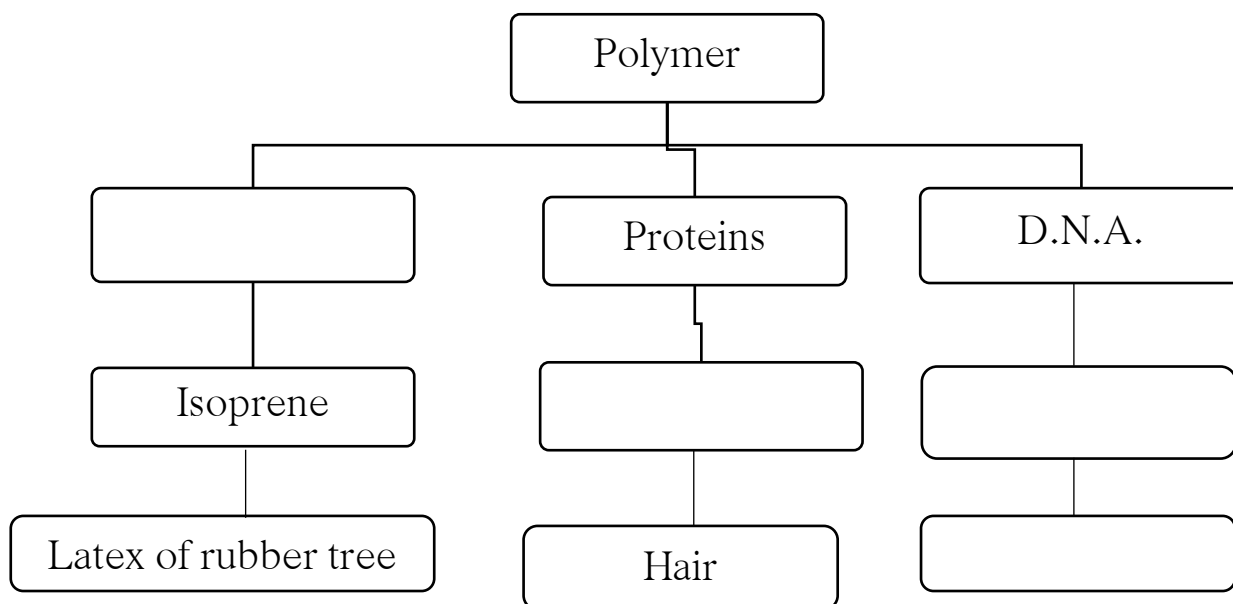 Polymer
Proteins
D.N.A.
Isoprene
Latex of rubber tree
Hair